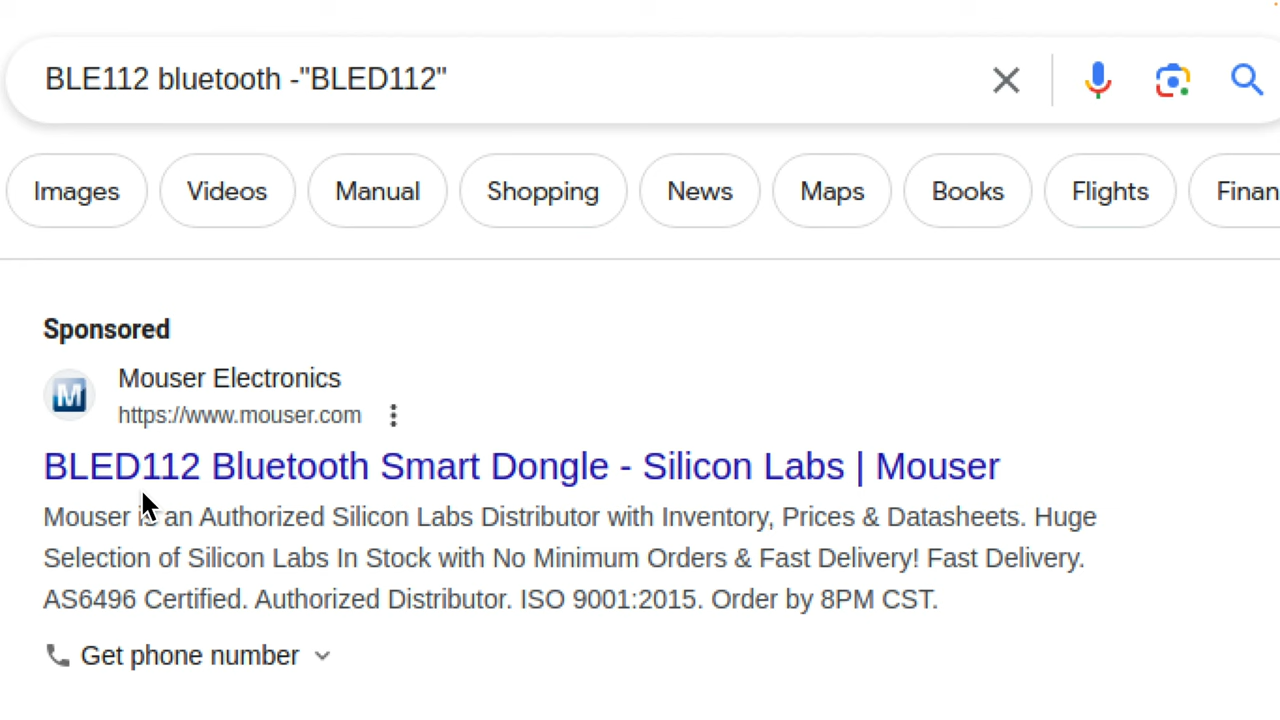 BLE112 bluetooth -"BLED112"
Images Videos Manual Shopping News Maps Books Flights Finan
Sponsored
M
Mouser Electronics
https://www.mouser.com
BLED112 Bluetooth Smart Dongle - Silicon Labs | Mouser
Mouser is an Authorized Silicon Labs Distributor with Inventory, Prices & Datasheets. Huge
Selection of Silicon Labs In Stock with No Minimum Orders & Fast Delivery! Fast Delivery.
AS6496 Certified. Authorized Distributor. ISO 9001:2015. Order by 8PM CST.
Get phone number